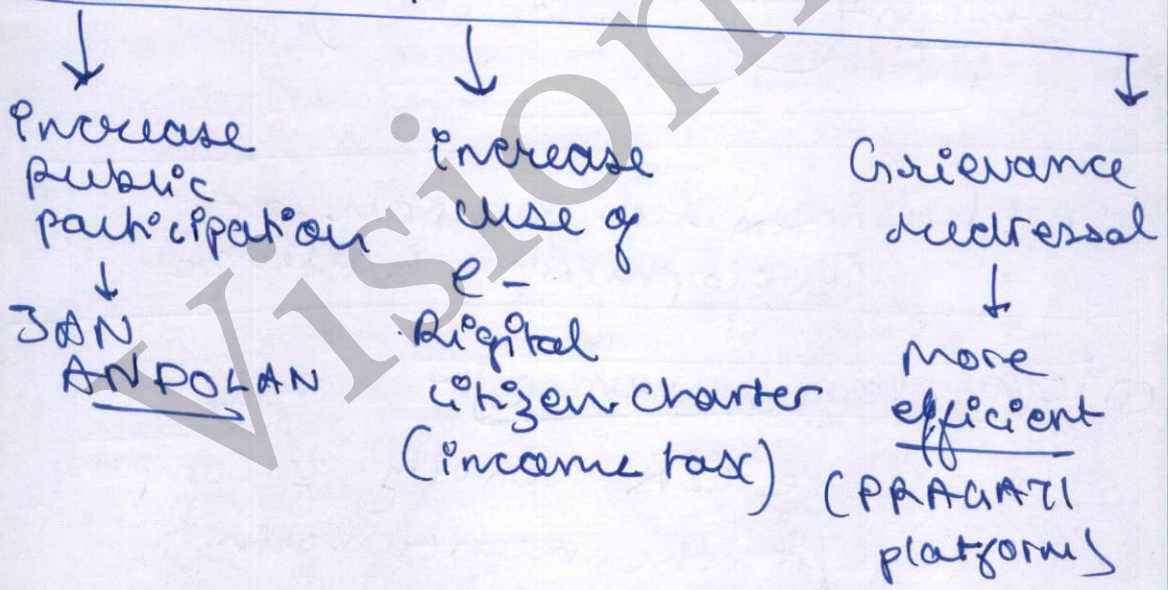 increase
public
participation
↓
JAN
ANDOLAN
increase
use of
e-
Digital
citizen charter
(income tax)
Grievance
redressal
↓
More
efficient
(PRAGATI
platform)
Vision